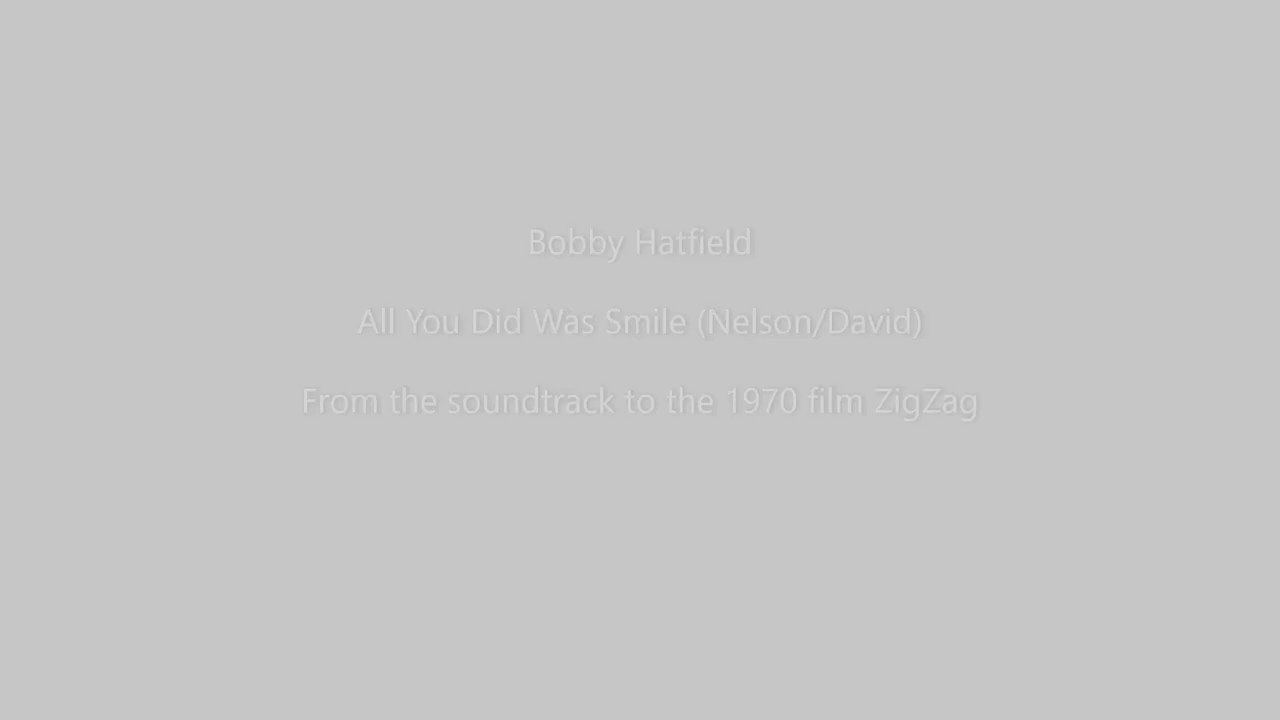 Bobby Hatfield
All You Did Was Smile (Nelson/David)
From the soundtrack to the 1970 film ZigZag